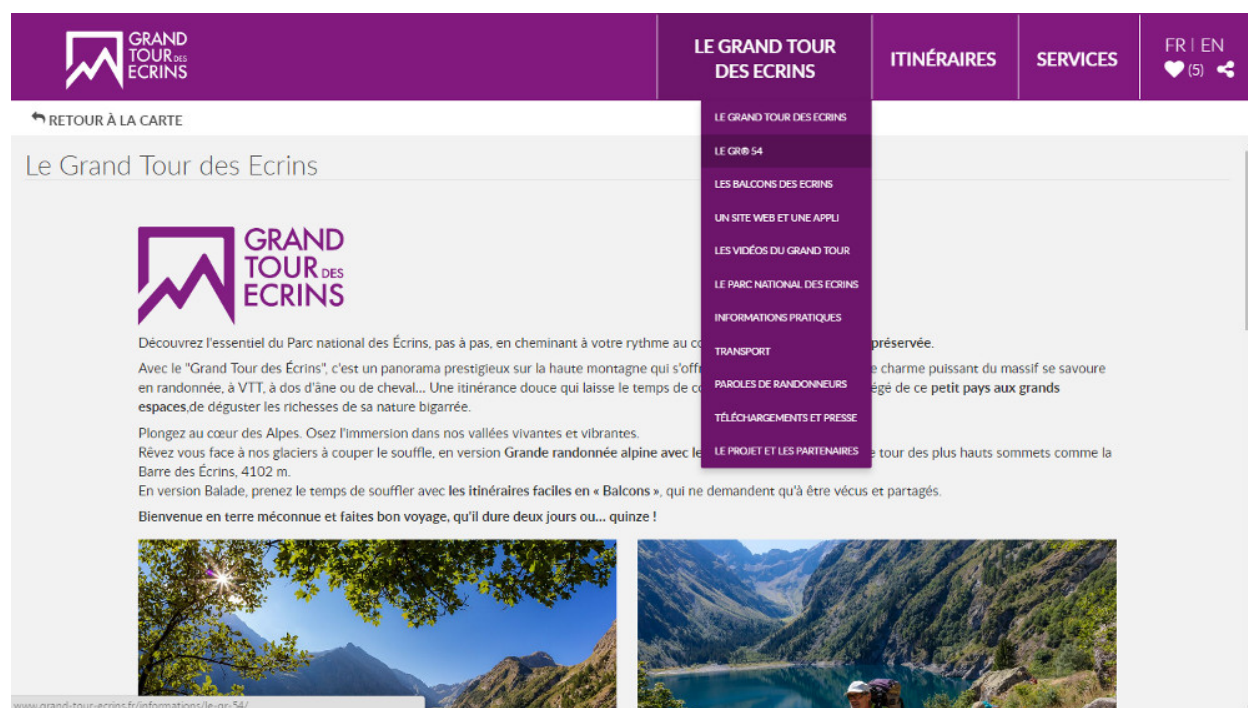 GRAND
TOUR DES
ECRINS
LE GRAND TOUR
DES ECRINS
ITINÉRAIRES
SERVICES
FR | EN
(5)
RETOUR À LA CARTE
LE GRAND TOUR DES ECRINS
LE GR® 54
LES BALCONS DES ECRINS
UN SITE WEB ET UNE APPLI
LES VIDÉOS DU GRAND TOUR
LE PARC NATIONAL DES ECRINS
INFORMATIONS PRATIQUES
TRANSPORT
PAROLES DE RANDONNEURS
TÉLÉCHARGEMENTS ET PRESSE
LE PROJET ET LES PARTENAIRES
Le Grand Tour des Ecrins
GRAND
TOUR DES
ECRINS
Découvrez l'essentiel du Parc national des Écrins, pas à pas, en cheminant à votre rythme au préservée.
Avec le "Grand Tour des Écrins", c'est un panorama prestigieux sur la haute montagne qui charme puissant du massif se savoure
en randonnée, à VTT, à dos d'âne ou de cheval... Une itinérance douce qui laisse le temps de de ce petit pays aux grands
espaces,de déguster les richesses de sa nature bigarrée.
Plongez au cœur des Alpes. Osez l'immersion dans nos vallées vivantes et vibrantes.
Rêvez vous face à nos glaciers à couper le souffle, en version Grande randonnée alpine avec tour des plus hauts sommets comme la
Barre des Écrins, 4102 m.
En version Balade, prenez le temps de souffler avec les itinéraires faciles en « Balcons », qui ne demandent qu'à être vécus et partagés.
Bienvenue en terre méconnue et faites bon voyage, qu'il dure deux jours ou... quinze !
www.grand-tour-ecrins.fr/informations/le-gr-54/